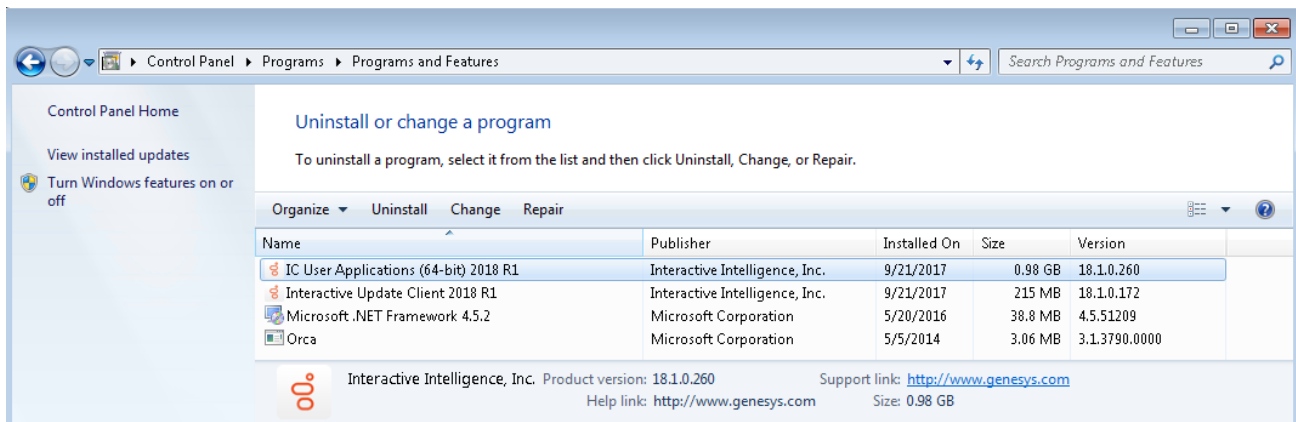 Control Panel Programs Programs and Features Search Programs and Features
Control Panel Home
Uninstall or change a program
View installed updates
To uninstall a program, select it from the list and then click Uninstall, Change, or Repair.
Turn Windows features on or
off
Organize Uninstall Change Repair
Name Publisher Installed On Size Version
IC User Applications (64-bit) 2018 R1 Interactive Intelligence, Inc. 9/21/2017 0.98 GB 18.1.0.260
Interactive Update Client 2018 R1 Interactive Intelligence, Inc. 9/21/2017 215 MB 18.1.0.172
Microsoft .NET Framework 4.5.2 Microsoft Corporation 5/20/2016 38.8 MB 4.5.51209
Orca Microsoft Corporation 5/5/2014 3.06 MB 3.1.3790.0000
Interactive Intelligence, Inc. Product version: 18.1.0.260 Support link: http://www.genesys.com
Help link: http://www.genesys.com Size: 0.98 GB